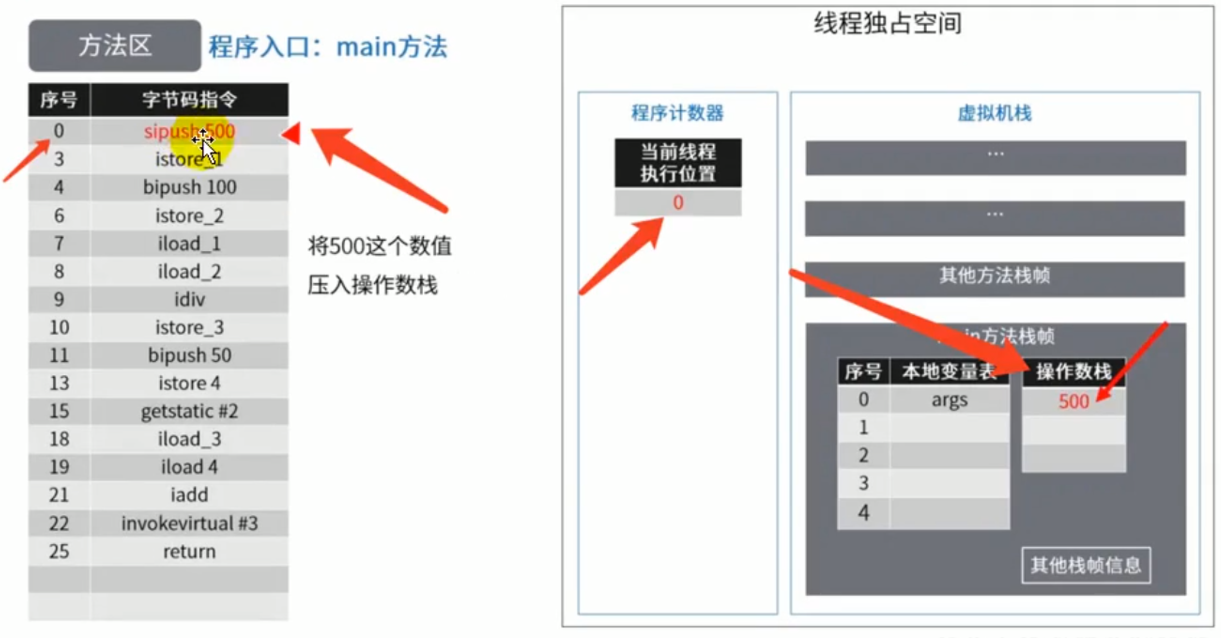 方法区
程序入口：main方法
序号 字节码指令
0 sipush 500
3 istore_1
4 bipush 100
6 istore_2
7 iload_1
8 iload_2
9 idiv
10 istore_3
11 bipush 50
13 istore 4
15 getstatic #2
18 iload_3
19 iload 4
21 iadd
22 invokevirtual #3
25 return
将500这个数值
压入操作数栈
线程独占空间
程序计数器
当前线程
执行位置
0
虚拟机栈
...
...
其他方法栈帧
main方法栈帧
序号 本地变量表
0 args
1
2
3
4
操作数栈
500
其他栈帧信息